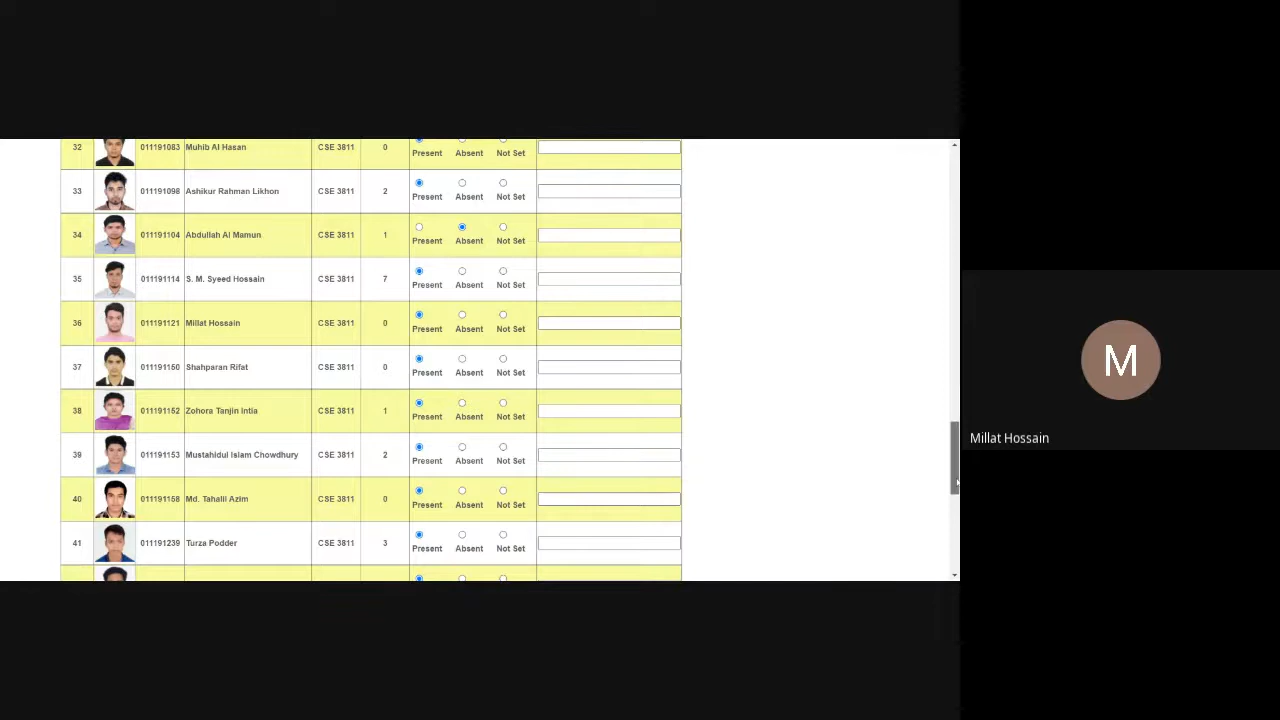 32 011191083 Muhib Al Hasan CSE 3811 0 Present Absent Not Set
33 011191098 Ashikur Rahman Likhon CSE 3811 2 Present Absent Not Set
34 011191104 Abdullah Al Mamun CSE 3811 1 Present Absent Not Set
35 011191114 S. M. Syeed Hossain CSE 3811 7 Present Absent Not Set
36 011191121 Millat Hossain CSE 3811 0 Present Absent Not Set
37 011191150 Shahparan Rifat CSE 3811 0 Present Absent Not Set
38 011191152 Zohora Tanjin intia CSE 3811 1 Present Absent Not Set
39 011191153 Mustahidul Islam Chowdhury CSE 3811 2 Present Absent Not Set
40 011191158 Md. Tahalil Azim CSE 3811 0 Present Absent Not Set
41 011191239 Turza Podder CSE 3811 3 Present Absent Not Set
M
Millat Hossain